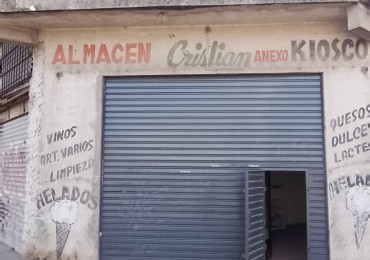 ALMACEN Cristian ANEXO KIOSCO
VINOS
ART. VARIOS
LIMPIEZA
HELADOS
QUESOS
DULCES
LACTEOS
HELADOS